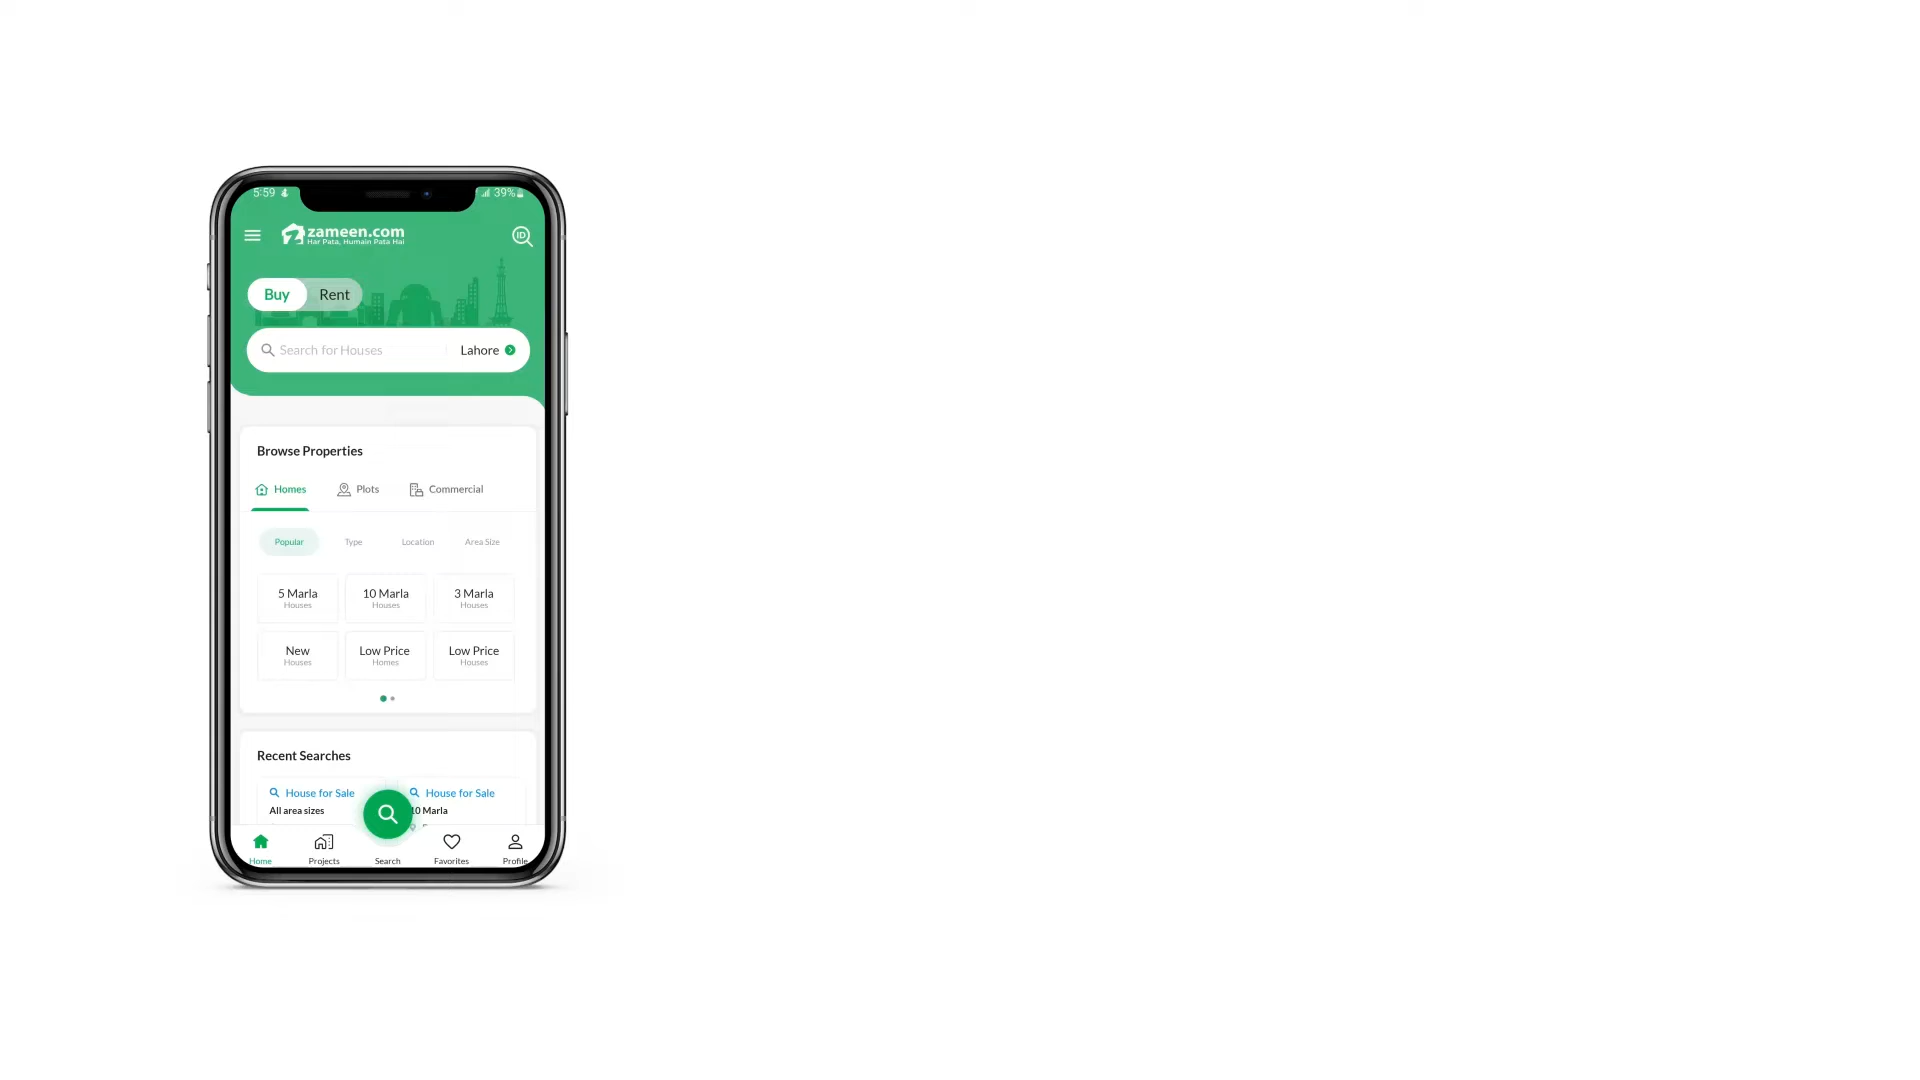 5:59
39%
zameen.com
Har Pata, Humain Pata Hai
ID
Buy Rent
Search for Houses Lahore
Browse Properties
Homes Plots Commercial
Popular Type Location Area Size
5 Marla 10 Marla 3 Marla
Houses Houses Houses
New Low Price Low Price
Houses Homes Houses
Recent Searches
House for Sale House for Sale
All area sizes 10 Marla
Home Projects Search Favorites Profile